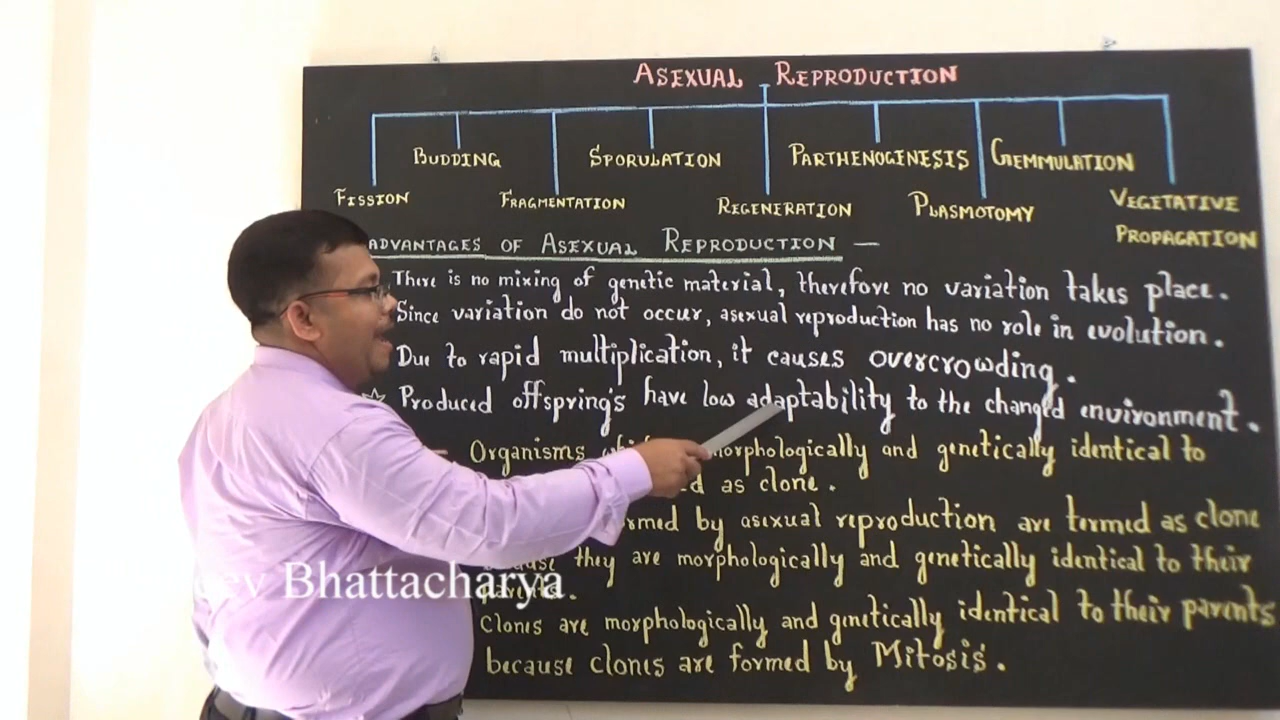 ASEXUAL REPRODUCTION
BUDDING SPORULATION PARTHENOGENESIS GEMMULATION
FISSION FRAGMENTATION REGENERATION PLASMOTOMY VEGETATIVE PROPAGATION
ADVANTAGES OF ASEXUAL REPRODUCTION —
There is no mixing of genetic material, therefore no variation takes place.
Since variation do not occur, asexual reproduction has no role in evolution.
Due to rapid multiplication, it causes overcrowding.
☆ Produced offspring's have low adaptability to the changed environment.
— Organisms morphologically and genetically identical to
as clone.
by asexual reproduction are termed as clone
they are morphologically and genetically identical to their
parents.
Clones are morphologically and genetically identical to their parents
because clones are formed by Mitosis.
Bhattacharya